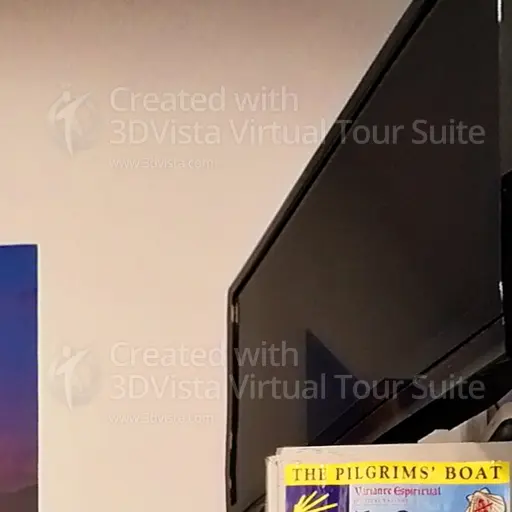 Created with
3DVista Virtual Tour Suite
www.3dvista.com
Created with
3DVista Virtual Tour Suite
www.3dvista.com
THE PILGRIMS' BOAT
Variante Espiritual